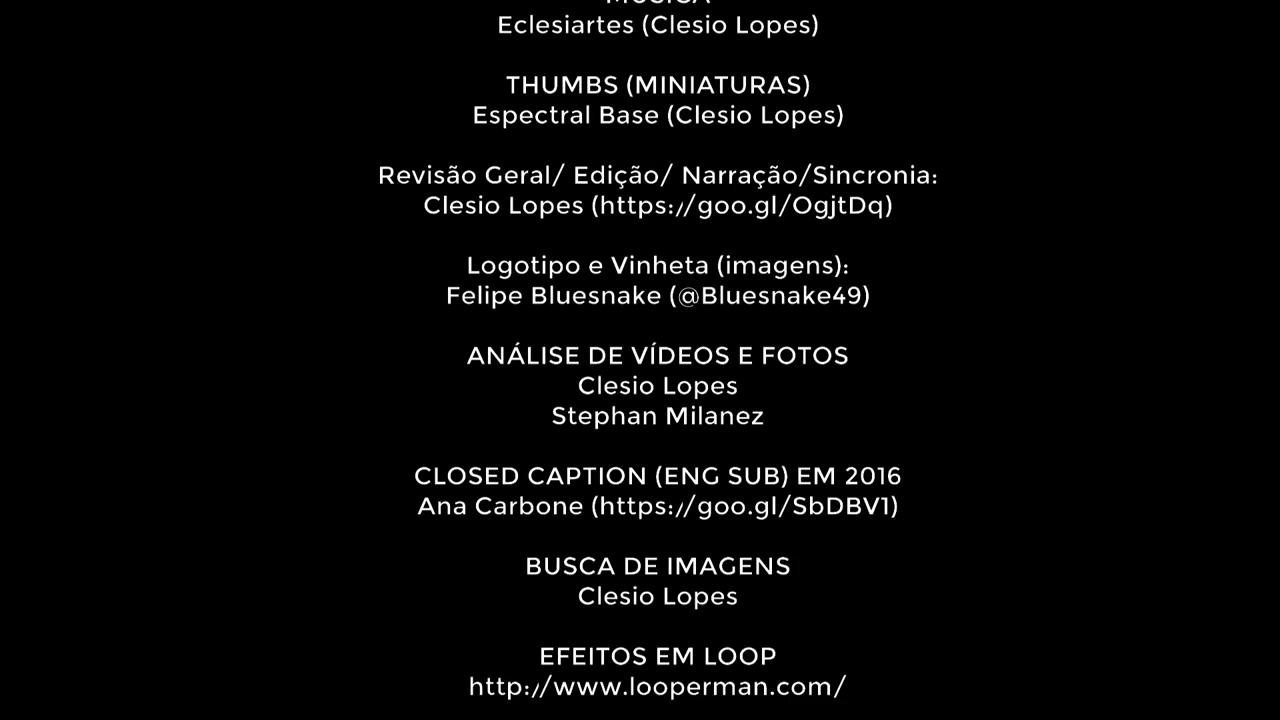 MÚSICA
Eclesiartes (Clesio Lopes)
THUMBS (MINIATURAS)
Espectral Base (Clesio Lopes)
Revisão Geral/ Edição/ Narração/Sincronia:
Clesio Lopes (https://goo.gl/OgjtDq)
Logotipo e Vinheta (imagens):
Felipe Bluesnake (@Bluesnake49)
ANÁLISE DE VÍDEOS E FOTOS
Clesio Lopes
Stephan Milanez
CLOSED CAPTION (ENG SUB) EM 2016
Ana Carbone (https://goo.gl/SbDBV1)
BUSCA DE IMAGENS
Clesio Lopes
EFEITOS EM LOOP
http://www.looperman.com/